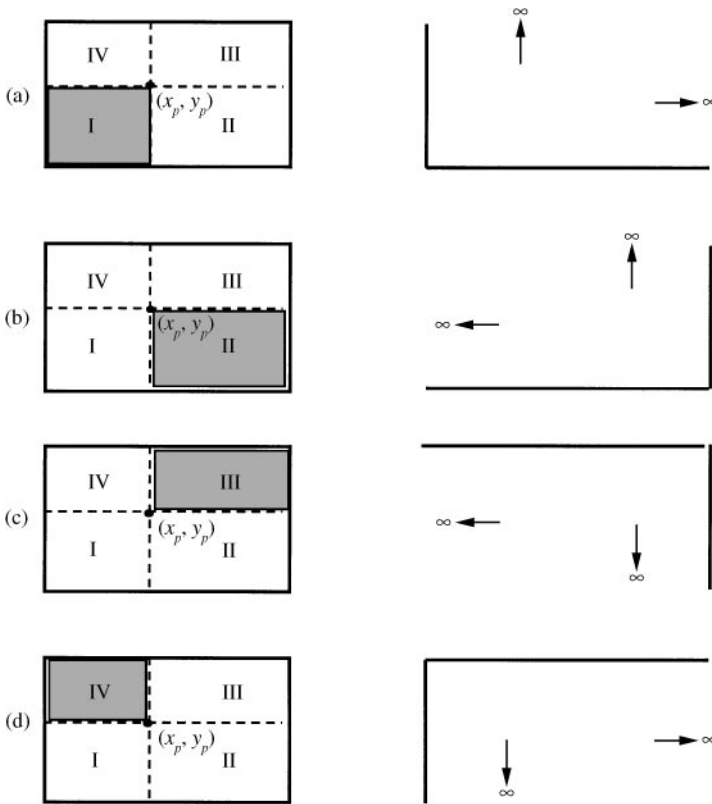 (a)
IV III
(x_p, y_p)
I II
∞
∞
(b)
IV III
(x_p, y_p)
I II
∞
∞
(c)
IV III
(x_p, y_p)
I II
∞
∞
(d)
IV III
(x_p, y_p)
I II
∞
∞